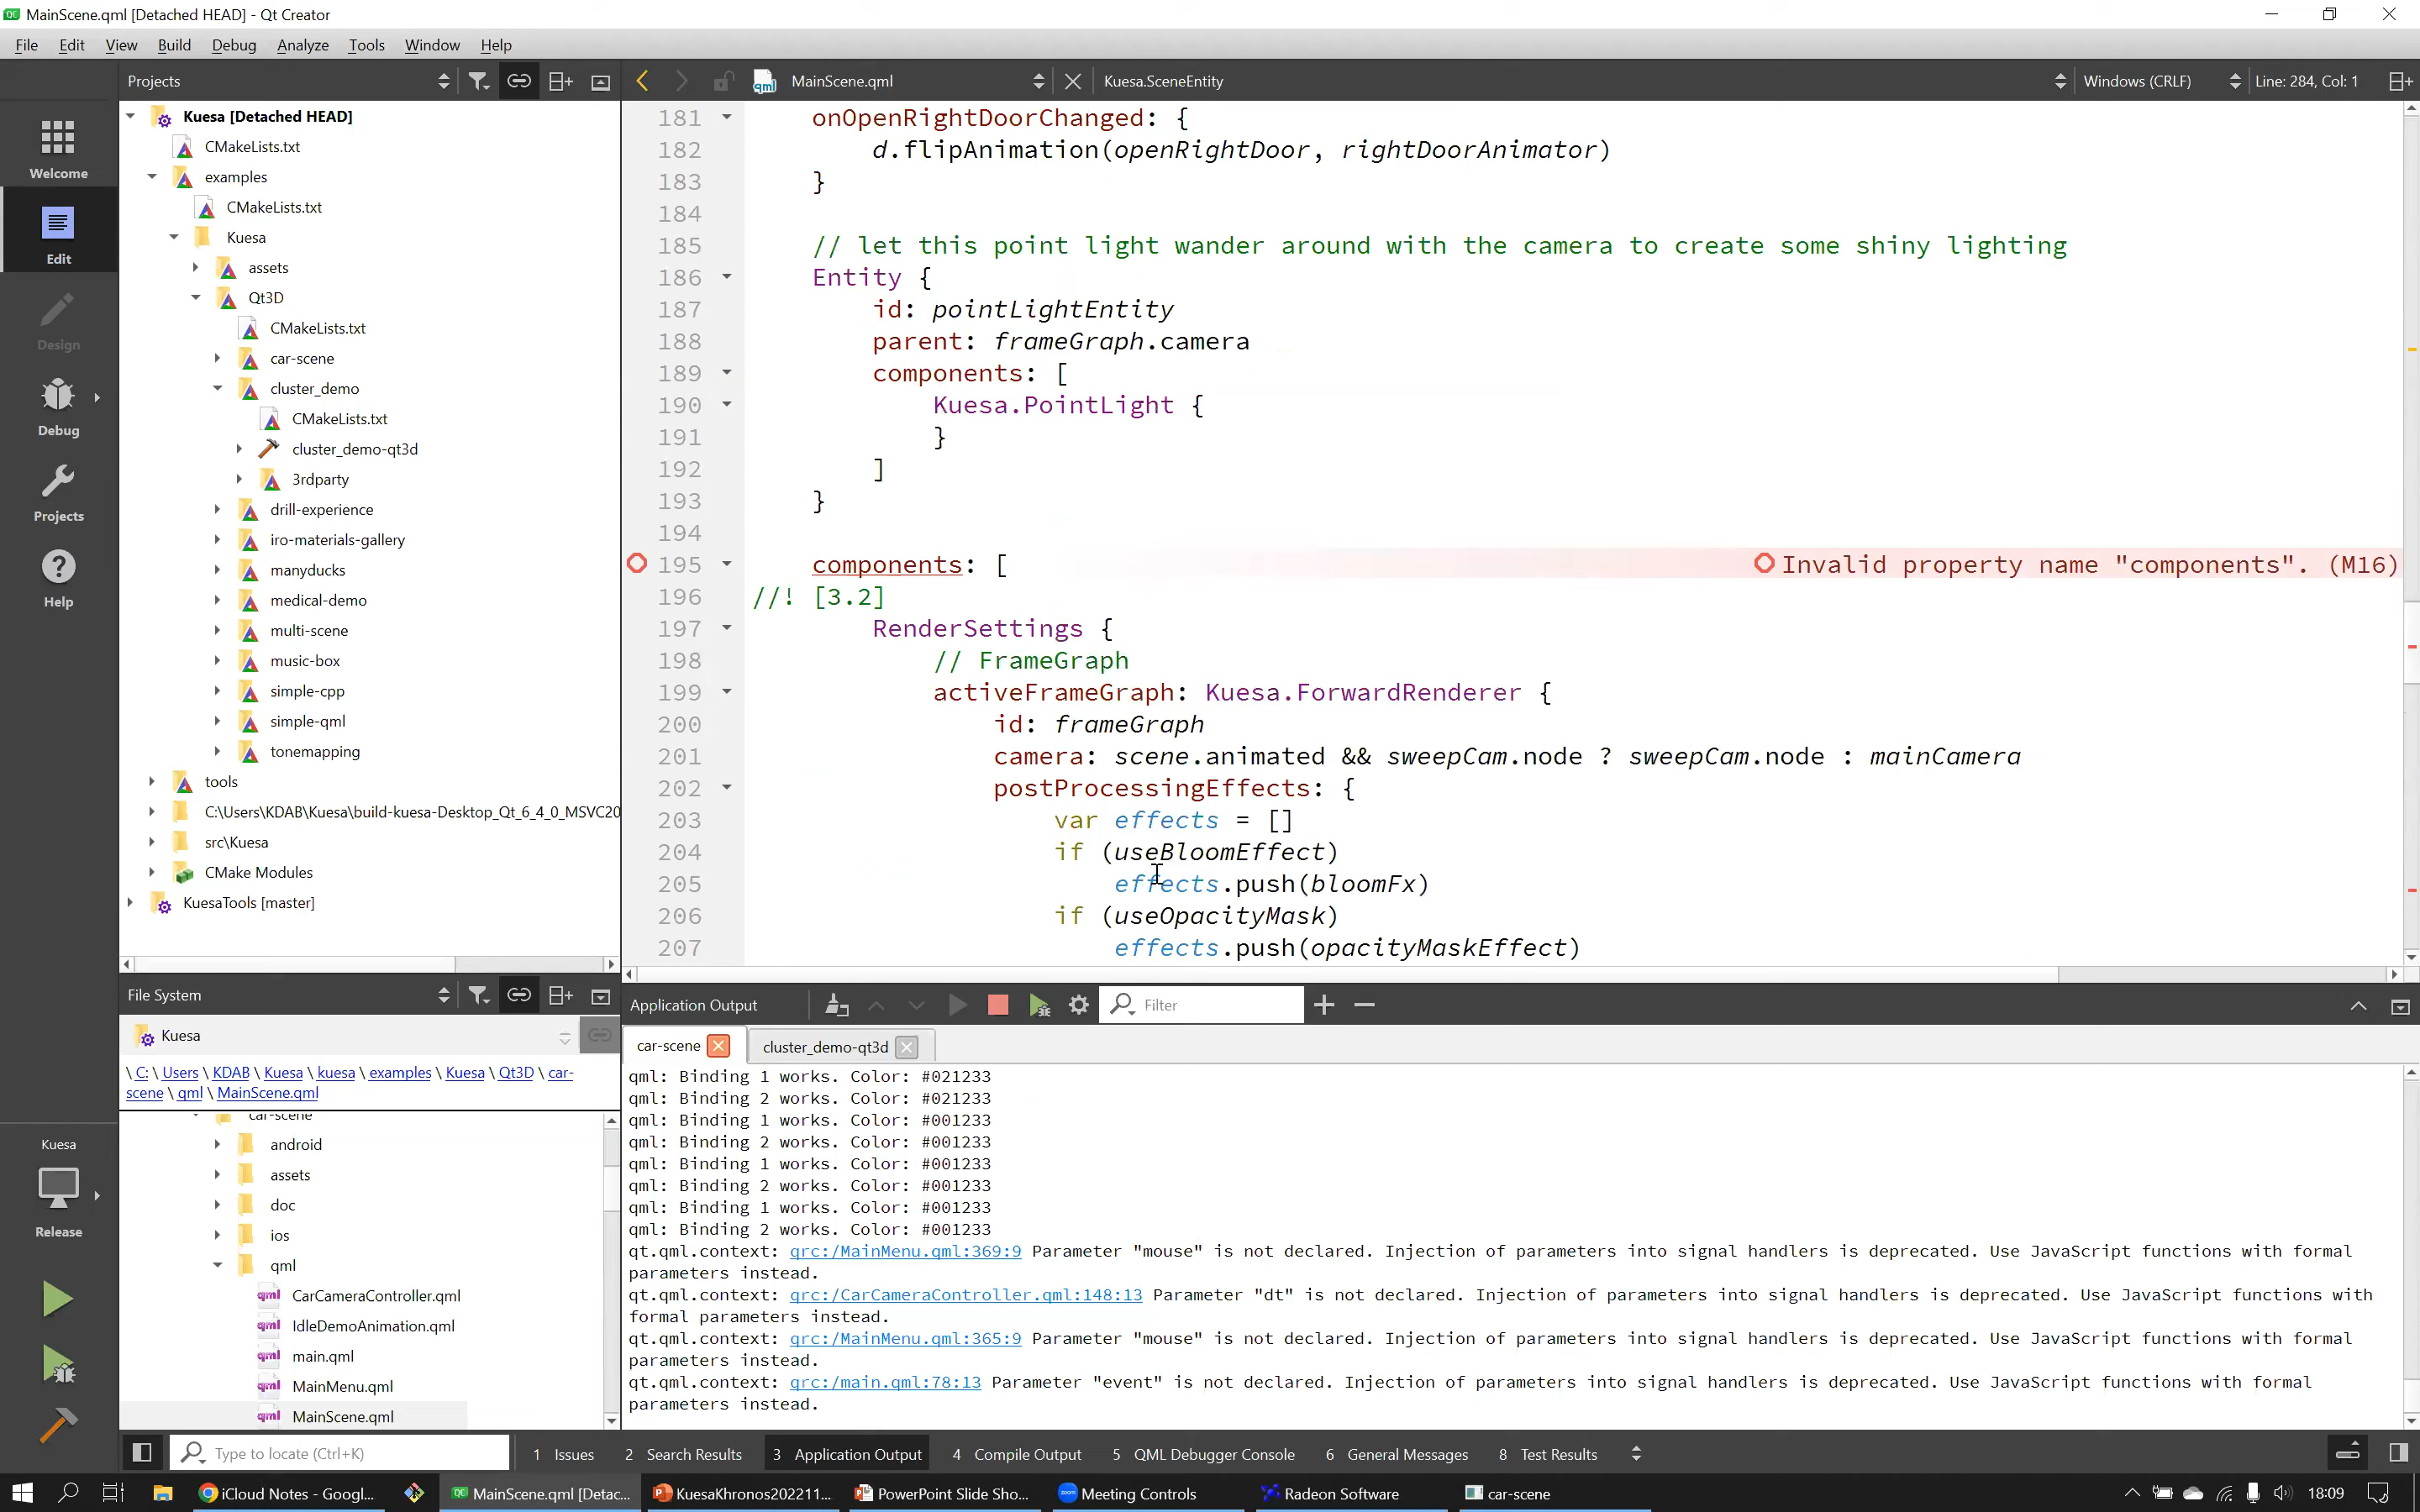 MainScene.qml [Detached HEAD] - Qt Creator
File Edit View Build Debug Analyze Tools Window Help
Projects
MainScene.qml
Kuesa.SceneEntity
Windows (CRLF)
Line: 284, Col: 1
Welcome
Edit
Design
Debug
Projects
Help
Kuesa
Release
Kuesa [Detached HEAD]
CMakeLists.txt
examples
CMakeLists.txt
Kuesa
assets
Qt3D
CMakeLists.txt
car-scene
cluster_demo
CMakeLists.txt
cluster_demo-qt3d
3rdparty
drill-experience
iro-materials-gallery
manyducks
medical-demo
multi-scene
music-box
simple-cpp
simple-qml
tonemapping
tools
C:\Users\KDAB\Kuesa\build-kuesa-Desktop_Qt_6_4_0_MSVC20
src\Kuesa
CMake Modules
KuesaTools [master]
181 onOpenRightDoorChanged: {
182 d.flipAnimation(openRightDoor, rightDoorAnimator)
183 }
184
185 // let this point light wander around with the camera to create some shiny lighting
186 Entity {
187 id: pointLightEntity
188 parent: frameGraph.camera
189 components: [
190 Kuesa.PointLight {
191 }
192 ]
193 }
194
195 components: [ Invalid property name "components". (M16)
196 //! [3.2]
197 RenderSettings {
198 // FrameGraph
199 activeFrameGraph: Kuesa.ForwardRenderer {
200 id: frameGraph
201 camera: scene.animated && sweepCam.node ? sweepCam.node : mainCamera
202 postProcessingEffects: {
203 var effects = []
204 if (useBloomEffect)
205 effects.push(bloomFx)
206 if (useOpacityMask)
207 effects.push(opacityMaskEffect)
File System
Kuesa
\ C: \ Users \ KDAB \ Kuesa \ kuesa \ examples \ Kuesa \ Qt3D \ car-
scene \ qml \ MainScene.qml
car-scene
android
assets
doc
ios
qml
CarCameraController.qml
IdleDemoAnimation.qml
main.qml
MainMenu.qml
MainScene.qml
Application Output
Filter
car-scene
cluster_demo-qt3d
qml: Binding 1 works. Color: #021233
qml: Binding 2 works. Color: #021233
qml: Binding 1 works. Color: #001233
qml: Binding 2 works. Color: #001233
qml: Binding 1 works. Color: #001233
qml: Binding 2 works. Color: #001233
qml: Binding 1 works. Color: #001233
qml: Binding 2 works. Color: #001233
qt.qml.context: qrc:/MainMenu.qml:369:9 Parameter "mouse" is not declared. Injection of parameters into signal handlers is deprecated. Use JavaScript functions with formal
parameters instead.
qt.qml.context: qrc:/CarCameraController.qml:148:13 Parameter "dt" is not declared. Injection of parameters into signal handlers is deprecated. Use JavaScript functions with
formal parameters instead.
qt.qml.context: qrc:/MainMenu.qml:365:9 Parameter "mouse" is not declared. Injection of parameters into signal handlers is deprecated. Use JavaScript functions with formal
parameters instead.
qt.qml.context: qrc:/main.qml:78:13 Parameter "event" is not declared. Injection of parameters into signal handlers is deprecated. Use JavaScript functions with formal
parameters instead.
Type to locate (Ctrl+K)
1 Issues 2 Search Results 3 Application Output 4 Compile Output 5 QML Debugger Console 6 General Messages 8 Test Results
iCloud Notes - Googl...
MainScene.qml [Detac...
KuesaKhronos202211...
PowerPoint Slide Sho...
Meeting Controls
Radeon Software
car-scene
18:09